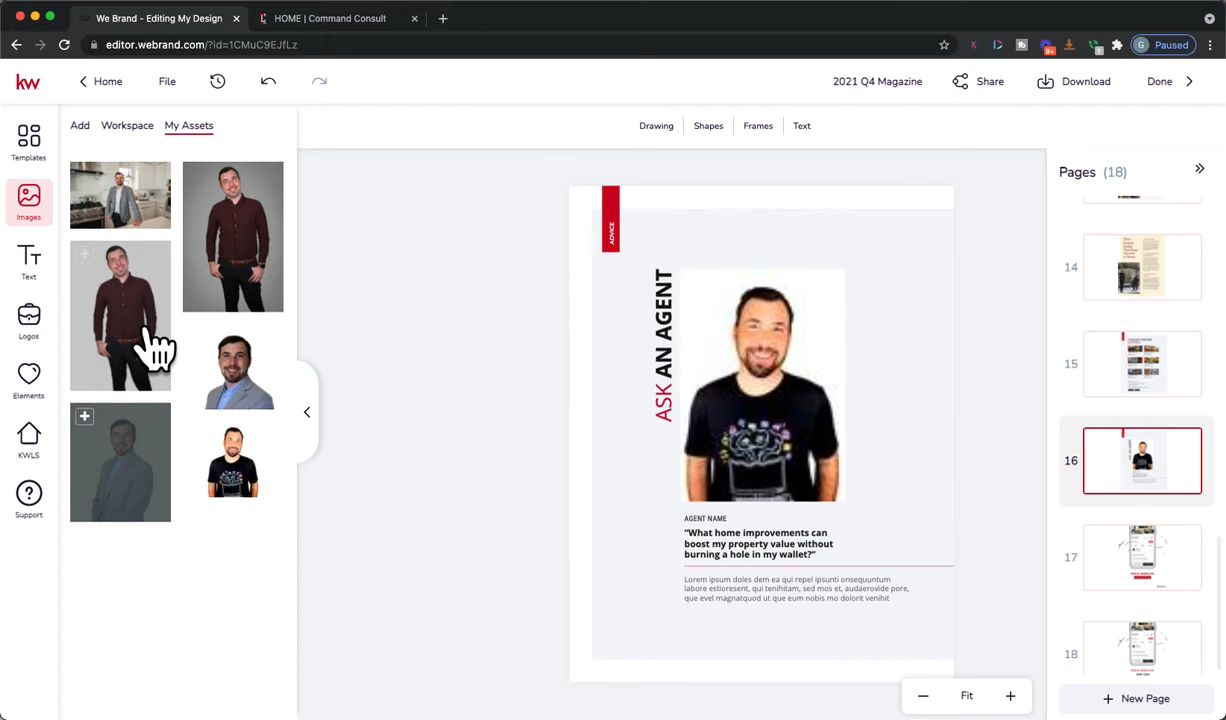 We Brand - Editing My Design
HOME | Command Consult
editor.webrand.com/?id=1CMuC9EJfLz
K
9+
G Paused
kw
Home
File
2021 Q4 Magazine
Share
Download
Done
Templates
Images
Text
Logos
Elements
KWLS
Support
Add
Workspace
My Assets
Drawing
Shapes
Frames
Text
ADVICE
ASK AN AGENT
AGENT NAME
“What home improvements can
boost my property value without
burning a hole in my wallet?”
Lorem ipsum doles dem ea qui repel ipsunti onsequuntum
labore estioresent, qui tenihitam, sed mos et, audaerovide pore,
que evel magnatquod ut que eum nobis mo dolorit venihit
Fit
Pages (18)
14
15
16
17
18
New Page